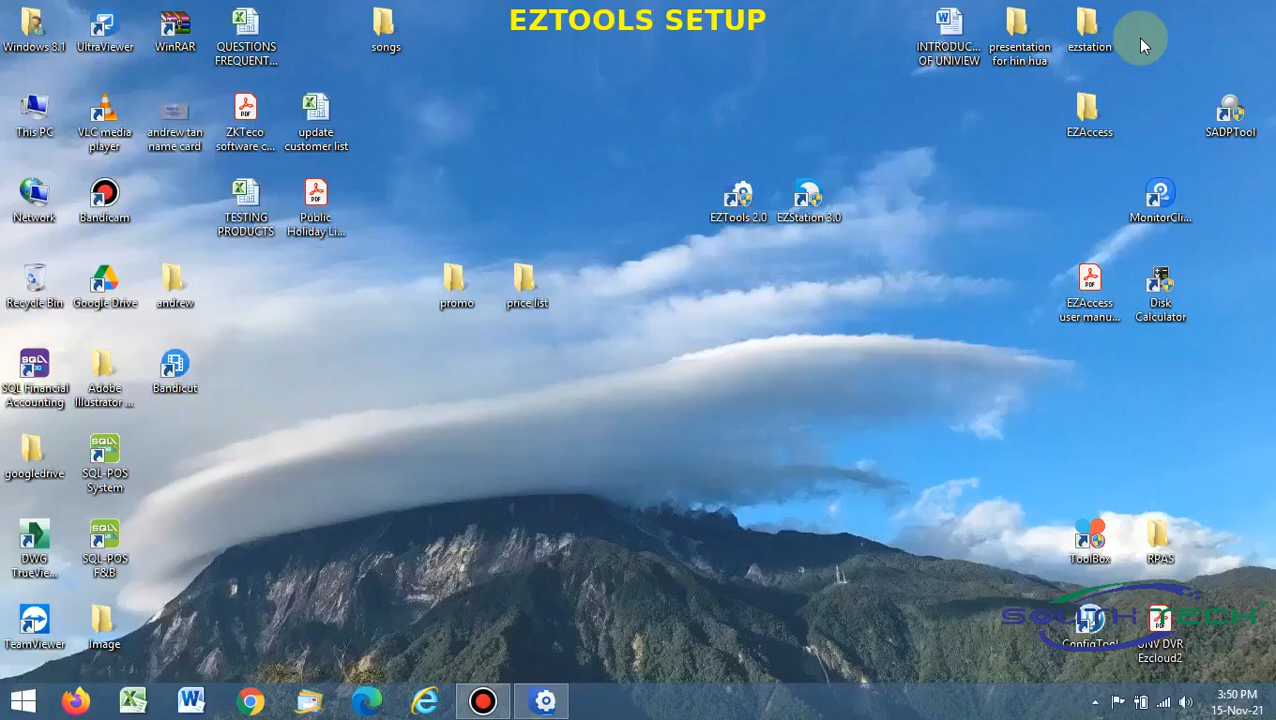 EZTOOLS SETUP
Windows 8.1
UltraViewer
WinRAR
QUESTIONS
FREQUENT...
songs
INTRODUC...
OF UNIVIEW
presentation
for hin hua
ezstation
This PC
VLC media
player
andrew tan
name card
ZKTeco
software c...
update
customer list
EZAccess
SADPTool
Network
Bandicam
TESTING
PRODUCTS
Public
Holiday Li...
EZTools 2.0
EZStation 3.0
MonitorCli...
Recycle Bin
Google Drive
andrew
promo
price list
EZAccess
user manu...
Disk
Calculator
SQL Financial
Accounting
Adobe
Illustrator ...
Bandicut
googledrive
SQL-POS
System
DWG
TrueVie...
SQL-POS
F&B
ToolBox
RPAS
TeamViewer
Image
SOUTH TECH
ConfigTool
UNV DVR
Ezcloud2
3:50 PM
15-Nov-21